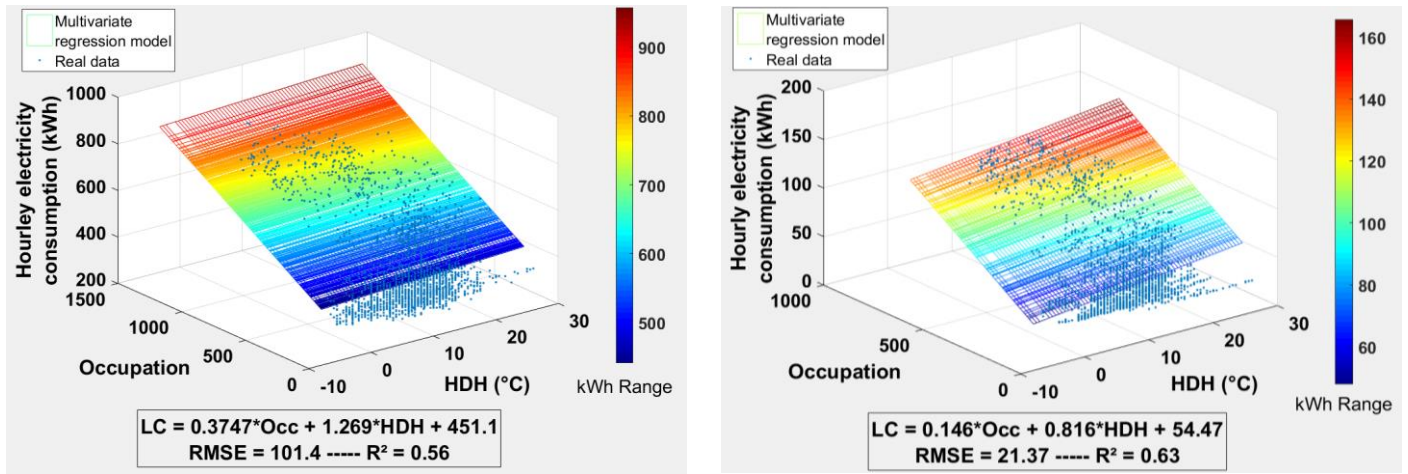 Multivariate
regression model
Real data
Hourley electricity
consumption (kWh)
1000
800
600
400
200
1500
1000
500
0
Occupation
-10
0
10
20
30
HDH (°C)
900
800
700
600
500
kWh Range
LC = 0.3747*Occ + 1.269*HDH + 451.1
RMSE = 101.4 ----- R² = 0.56
Multivariate
regression model
Real data
Hourly electricity
consumption (kWh)
200
150
100
50
0
1000
500
0
Occupation
-10
0
10
20
30
HDH (°C)
160
140
120
100
80
60
kWh Range
LC = 0.146*Occ + 0.816*HDH + 54.47
RMSE = 21.37 ----- R² = 0.63